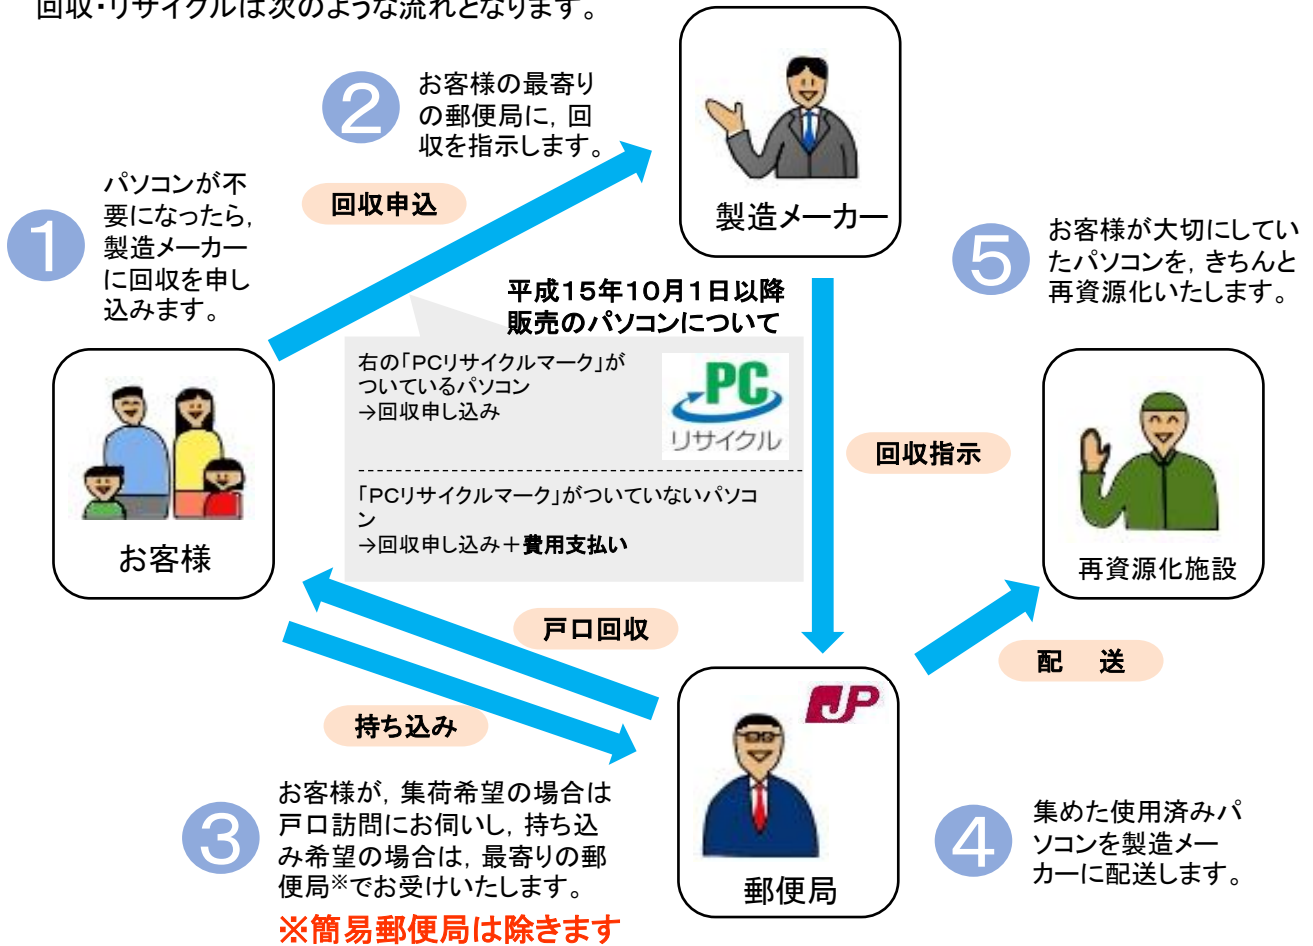 回収・リサイクルは次のような流れとなります。
2
お客様の最寄り
の郵便局に，回
収を指示します。
1
パソコンが不
要になったら，
製造メーカー
に回収を申し
込みます。
回収申込
製造メーカー
5
お客様が大切にしてい
たパソコンを，きちんと
再資源化いたします。
平成15年10月1日以降
販売のパソコンについて
右の「PCリサイクルマーク」が
ついているパソコン
→回収申し込み
PC
リサイクル
「PCリサイクルマーク」がついていないパソコ
ン
→回収申し込み＋費用支払い
お客様
回収指示
再資源化施設
戸口回収
配　送
持ち込み
JP
郵便局
3
お客様が，集荷希望の場合は
戸口訪問にお伺いし，持ち込
み希望の場合は，最寄りの郵
便局※でお受けいたします。
※簡易郵便局は除きます
4
集めた使用済みパ
ソコンを製造メー
カーに配送します。